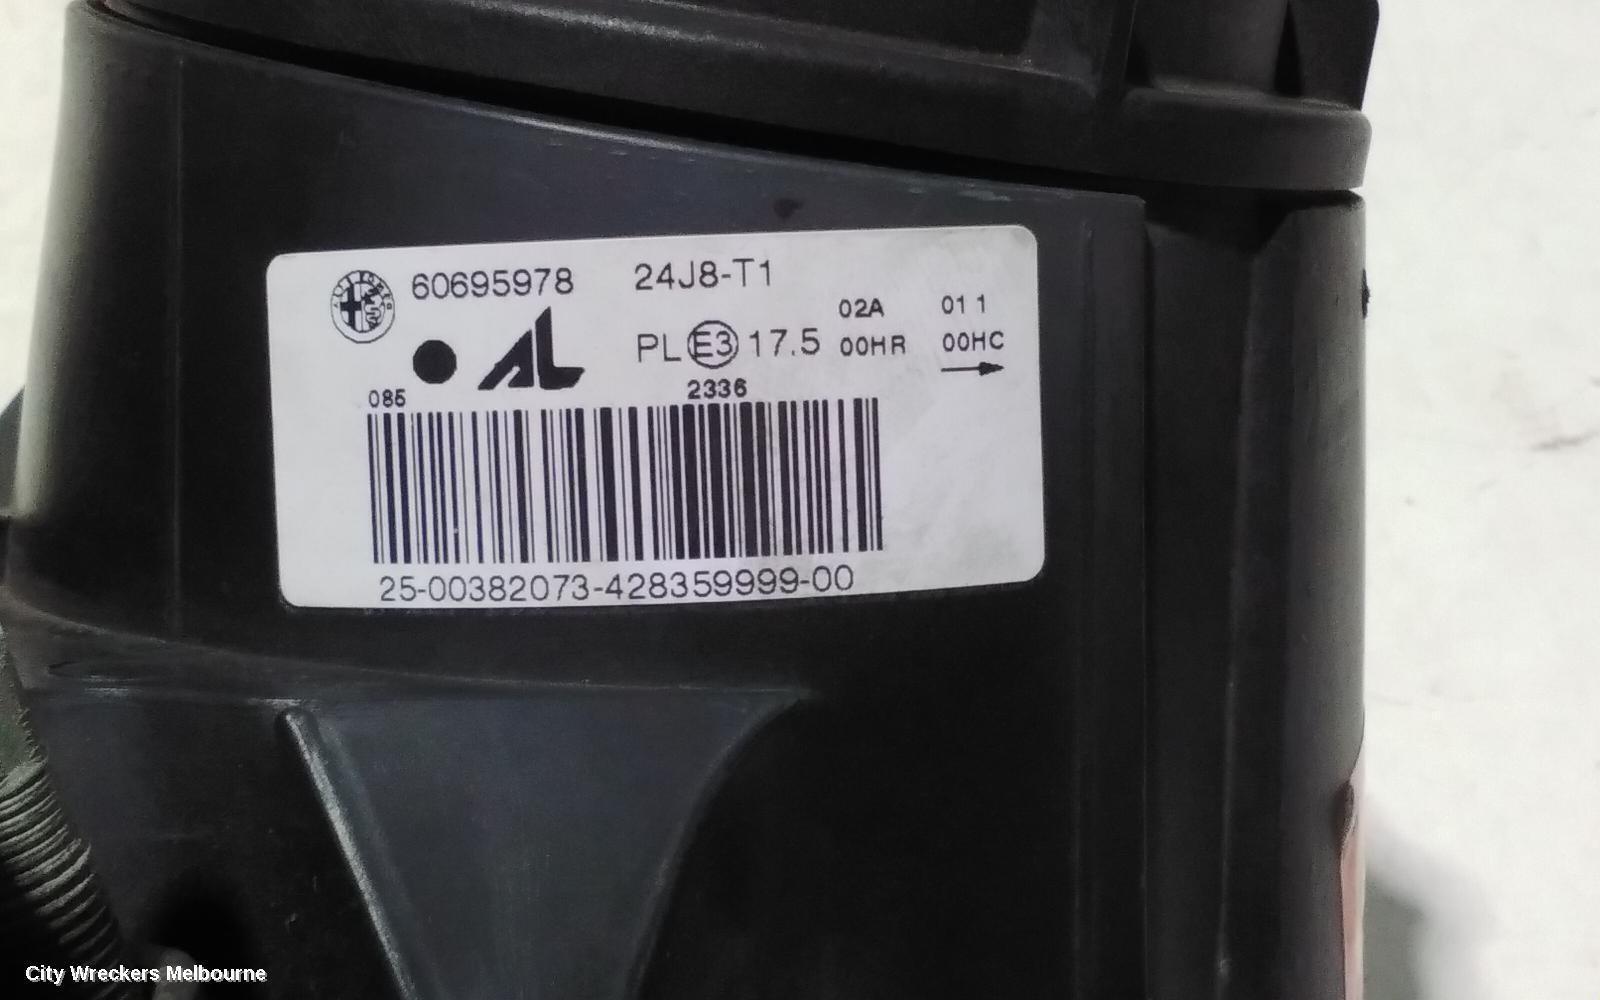 60695978 24J8-T1
02A 01 1
AL PL E3 17.5 00HR 00HC
085 2336
25-00382073-428359999-00
City Wreckers Melbourne